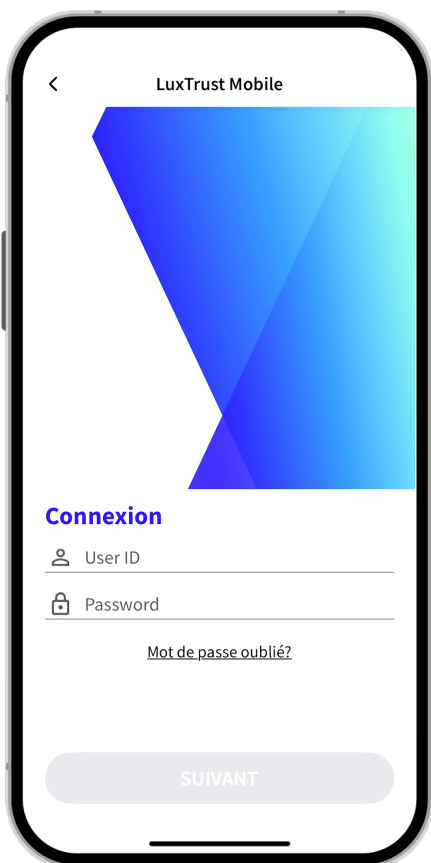 LuxTrust Mobile
Connexion
User ID
Password
Mot de passe oublié?
SUIVANT